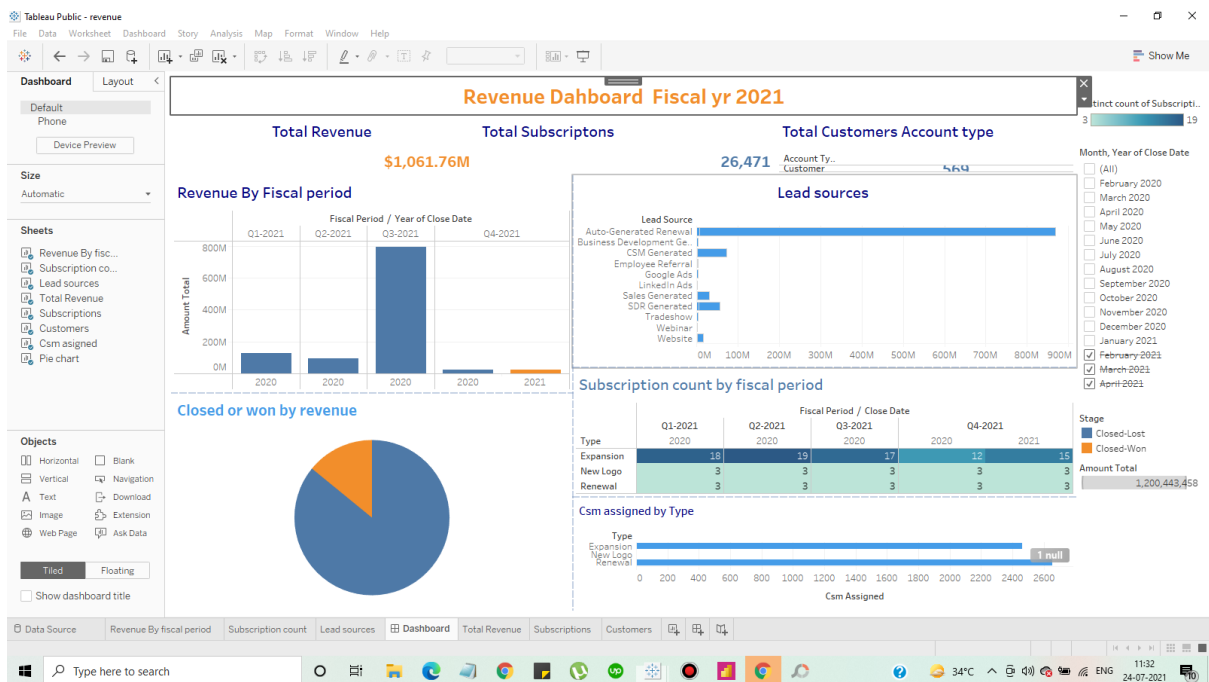 Tableau Public - revenue
File Data Worksheet Dashboard Story Analysis Map Format Window Help
Show Me
Dashboard Layout
Default
Phone
Device Preview
Size
Automatic
Sheets
Revenue By fisc...
Subscription co...
Lead sources
Total Revenue
Subscriptions
Customers
Csm asigned
Pie chart
Objects
Horizontal Blank
Vertical Navigation
A Text Download
Image Extension
Web Page Ask Data
Tiled Floating
Show dashboard title
Revenue Dahboard Fiscal yr 2021
Total Revenue Total Subscriptons Total Customers Account type
$1,061.76M 26,471
Account Ty..
Customer 569
Revenue By Fiscal period
Fiscal Period / Year of Close Date
Q1-2021 Q2-2021 Q3-2021 Q4-2021
800M
600M
400M
200M
0M
Amount Total
2020 2020 2020 2020 2021
Lead sources
Lead Source
Auto-Generated Renewal
Business Development Ge..
CSM Generated
Employee Referral
Google Ads
LinkedIn Ads
Sales Generated
SDR Generated
Tradeshow
Webinar
Website
0M 100M 200M 300M 400M 500M 600M 700M 800M 900M
Closed or won by revenue
Subscription count by fiscal period
Fiscal Period / Close Date
Q1-2021 Q2-2021 Q3-2021 Q4-2021
Type 2020 2020 2020 2020 2021
Expansion 18 19 17 12 15
New Logo 3 3 3 3 3
Renewal 3 3 3 3 3
Csm assigned by Type
Type
Expansion
New Logo
Renewal
1 null
0 200 400 600 800 1000 1200 1400 1600 1800 2000 2200 2400 2600
Csm Assigned
tinct count of Subscripti..
3 19
Month, Year of Close Date
(All)
February 2020
March 2020
April 2020
May 2020
June 2020
July 2020
August 2020
September 2020
October 2020
November 2020
December 2020
January 2021
February 2021
March 2021
April 2021
Stage
Closed-Lost
Closed-Won
Amount Total
1,200,443,458
Data Source Revenue By fiscal period Subscription count Lead sources Dashboard Total Revenue Subscriptions Customers
Type here to search
up
34°C ENG
11:32
24-07-2021